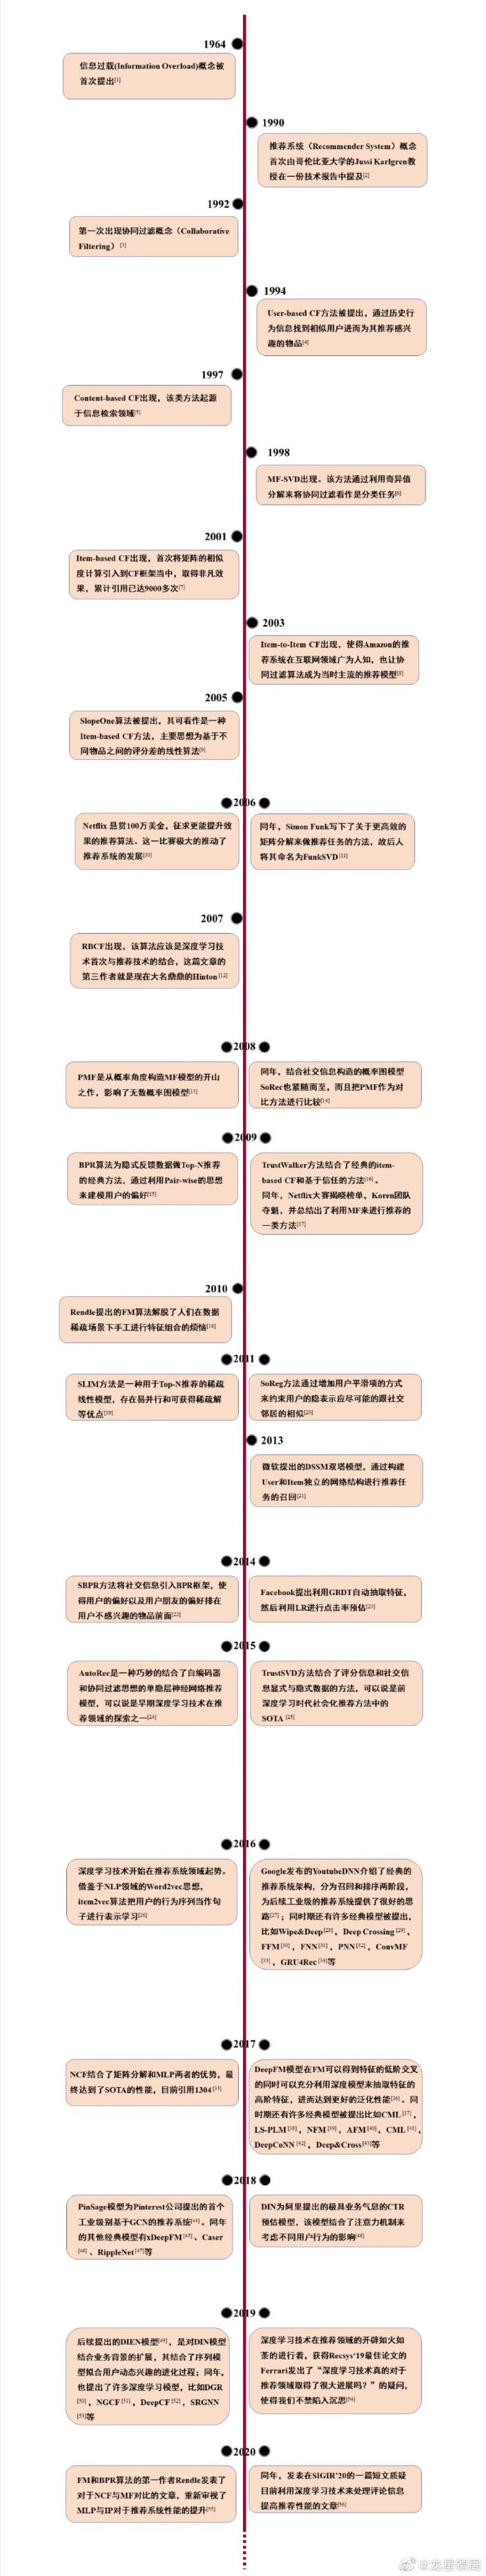 1964
信息过载(Information Overload)概念被
首次提出[1]
1990
推荐系统（Recommender System）概念
首次由哥伦比亚大学的Jussi Karlgren教
授在一份技术报告中提及[2]
1992
第一次出现协同过滤概念（Collaborative
Filtering）[3]
1994
User-based CF方法被提出，通过历史行
为信息找到相似用户进而为其推荐感兴
趣的物品[4]
1997
Content-based CF出现，该类方法起源
于信息检索领域[5]
1998
MF-SVD出现。该方法通过利用奇异值
分解来将协同过滤看作是分类任务[6]
2001
Item-based CF出现，首次将矩阵的相似
度计算引入到CF框架当中，取得非凡效
果，累计引用已达9000多次[7]
2003
Item-to-Item CF出现，使得Amazon的推
荐系统在互联网领域广为人知，也让协
同过滤算法成为当时主流的推荐模型[8]
2005
SlopeOne算法被提出，其可看作是一种
Item-based CF方法，主要思想为基于不
同物品之间的评分差的线性算法[9]
2006
Netflix 悬赏100万美金，征求更能提升效
果的推荐算法。这一比赛极大的推动了
推荐系统的发展[10]
同年，Simon Funk写下了关于更高效的
矩阵分解来做推荐任务的方法，故后人
将其命名为FunkSVD[11]
2007
RBCF出现，该算法应该是深度学习技
术首次与推荐技术的结合，这篇文章的
第三作者就是现在大名鼎鼎的Hinton[12]
2008
PMF是从概率角度构造MF模型的开山
之作，影响了无数概率图模型[13]
同年，结合社交信息构造的概率图模型
SoRec也紧随而至，而且把PMF作为对
比方法进行比较[14]
2009
BPR算法为隐式反馈数据做Top-N推荐
的经典方法，通过利用Pair-wise的思想
来建模用户的偏好[15]
TrustWalker方法结合了经典的item-
based CF和基于信任的方法[16]。
同年，Netflix大赛揭晓榜单，Koren团队
夺魁，并总结出了利用MF来进行推荐的
一类方法[17]
2010
Rendle提出的FM算法解脱了人们在数据
稀疏场景下手工进行特征组合的烦恼[18]
2011
SLIM方法是一种用于Top-N推荐的稀疏
线性模型，存在易并行和可获得稀疏解
等优点[19]
SoReg方法通过增加用户平滑项的方式
来约束用户的隐表示应尽可能的跟社交
邻居的相似[20]
2013
微软提出的DSSM双塔模型，通过构建
User和Item独立的网络结构进行推荐任
务的召回[21]
2014
SBPR方法将社交信息引入BPR框架，使
得用户的偏好以及用户朋友的偏好排在
用户不感兴趣的物品前面[22]
Facebook提出利用GBDT自动抽取特征，
然后利用LR进行点击率预估[23]
2015
AutoRec是一种巧妙的结合了自编码器
和协同过滤思想的单隐层神经网络推荐
模型，可以说是早期深度学习技术在推
荐领域的探索之一[24]
TrustSVD方法结合了评分信息和社交信
息显式与隐式数据的方法，可以说是前
深度学习时代社会化推荐方法中的
SOTA [25]
2016
深度学习技术开始在推荐系统领域起势。
借鉴于NLP领域的Word2vec思想，
item2vec算法把用户的行为序列当作句
子进行表示学习[26]
Google发布的YoutubeDNN介绍了经典的
推荐系统架构，分为召回和排序两阶段，
为后续工业级的推荐系统提供了很好的思
路[27]；同时期还有许多经典模型被提出，
比如Wipe&Deep[28]，Deep Crossing [29]，
FFM [30]，FNN[31]，PNN[32]，ConvMF
[33]，GRU4Rec [34]等
2017
NCF结合了矩阵分解和MLP两者的优势，最
终达到了SOTA的性能，目前引用1304[35]
DeepFM模型在FM可以得到特征的低阶交叉
的同时可以充分利用深度模型来抽取特征的
高阶特征，进而达到更好的泛化性能[36]。同
时期还有许多经典模型被提出比如CML[37]，
LS-PLM [38]，NFM [39]，AFM [40]，CML [41]，
DeepCoNN [42]，Deep&Cross[43]等
2018
PinSage模型为Pinterest公司提出的首个
工业级别基于GCN的推荐系统[44]。同年
的其他经典模型有xDeepFM[45]、Caser
[46]、RippleNet [47]等
DIN为阿里提出的极具业务气息的CTR
预估模型，该模型结合了注意力机制来
考虑不同用户行为的影响[48]
2019
后续提出的DIEN模型[49]，是对DIN模型
结合业务背景的扩展，其结合了序列模
型拟合用户动态兴趣的进化过程；同年，
也提出了许多深度学习模型，比如DGR
[50]，NGCF [51]，DeepCF [52]，SRGNN
[53]等
深度学习技术在推荐领域的开辟如火如
荼的进行着，获得Recsys'19最佳论文的
Ferrari发出了“深度学习技术真的对于
推荐领域取得了很大进展吗？”的疑问，
使得我们不禁陷入沉思[54]
2020
FM和BPR算法的第一作者Rendle发表了
对于NCF与MF对比的文章，重新审视了
MLP与IP对于推荐系统性能的提升[55]
同年，发表在SIGIR'20的一篇短文质疑
目前利用深度学习技术来处理评论信息
提高推荐性能的文章[56]
@龙星镖局